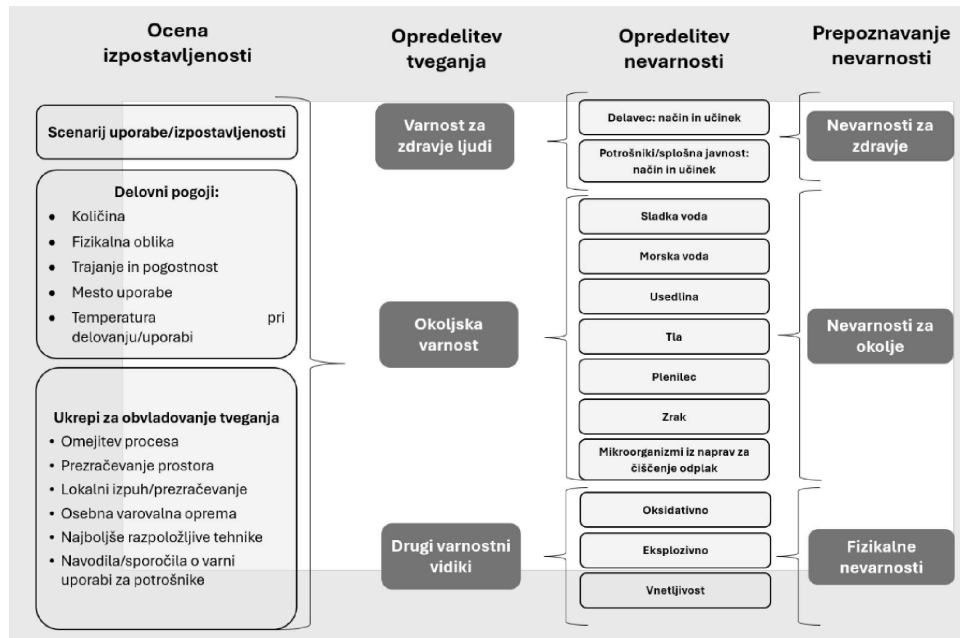 Ocena
izpostavljenosti
Opredelitev
tveganja
Opredelitev
nevarnosti
Prepoznavanje
nevarnosti
Scenarij uporabe/izpostavljenosti
Delovni pogoji:
• Količina
• Fizikalna oblika
• Trajanje in pogostnost
• Mesto uporabe
• Temperatura pri
delovanju/uporabi
Ukrepi za obvladovanje tveganja
• Omejitev procesa
• Prezračevanje prostora
• Lokalni izpuh/prezračevanje
• Osebna varovalna oprema
• Najboljše razpoložljive tehnike
• Navodila/sporočila o varni
uporabi za potrošnike
Varnost za
zdravje ljudi
Okoljska
varnost
Drugi varnostni
vidiki
Delavec: način in učinek
Potrošniki/splošna javnost:
način in učinek
Sladka voda
Morska voda
Usedlina
Tla
Plenilec
Zrak
Mikroorganizmi iz naprav za
čiščenje odplak
Oksidativno
Eksplozivno
Vnetljivost
Nevarnosti za
zdravje
Nevarnosti za
okolje
Fizikalne
nevarnosti